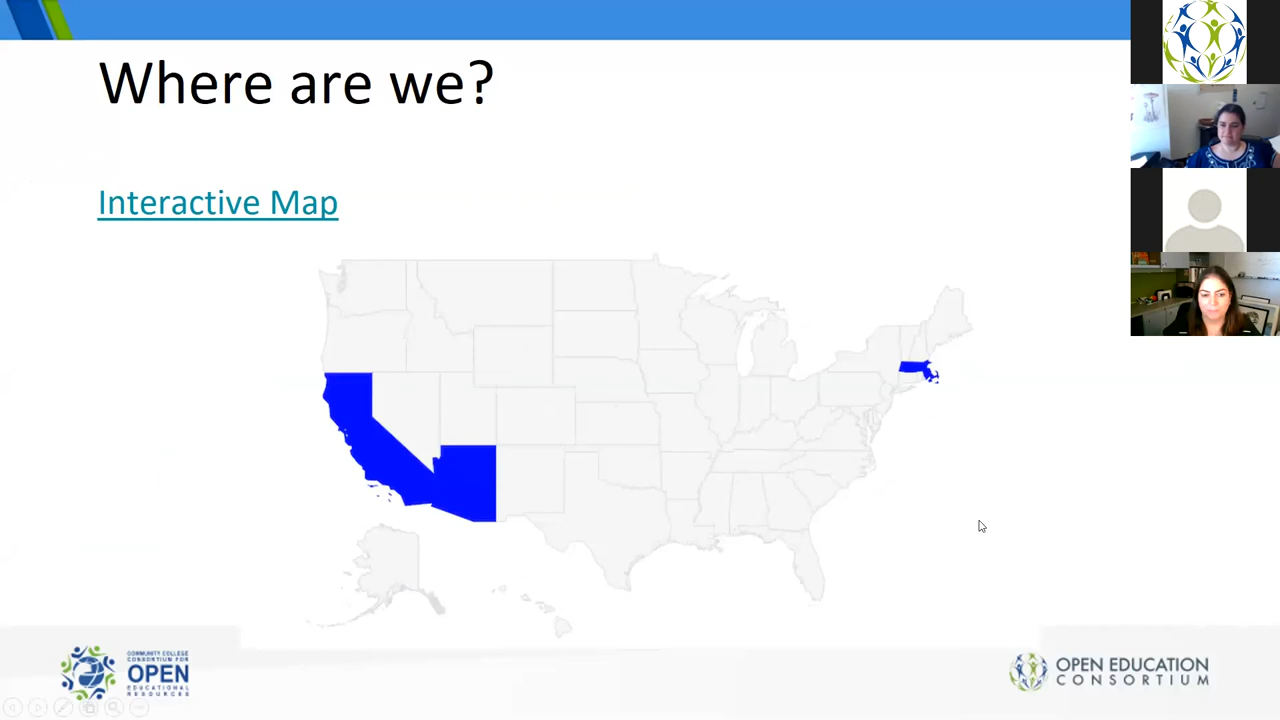 Where are we?
Interactive Map
COMMUNITY COLLEGE
CONSORTIUM FOR
OPEN
EDUCATIONAL
RESOURCES
OPEN EDUCATION
CONSORTIUM